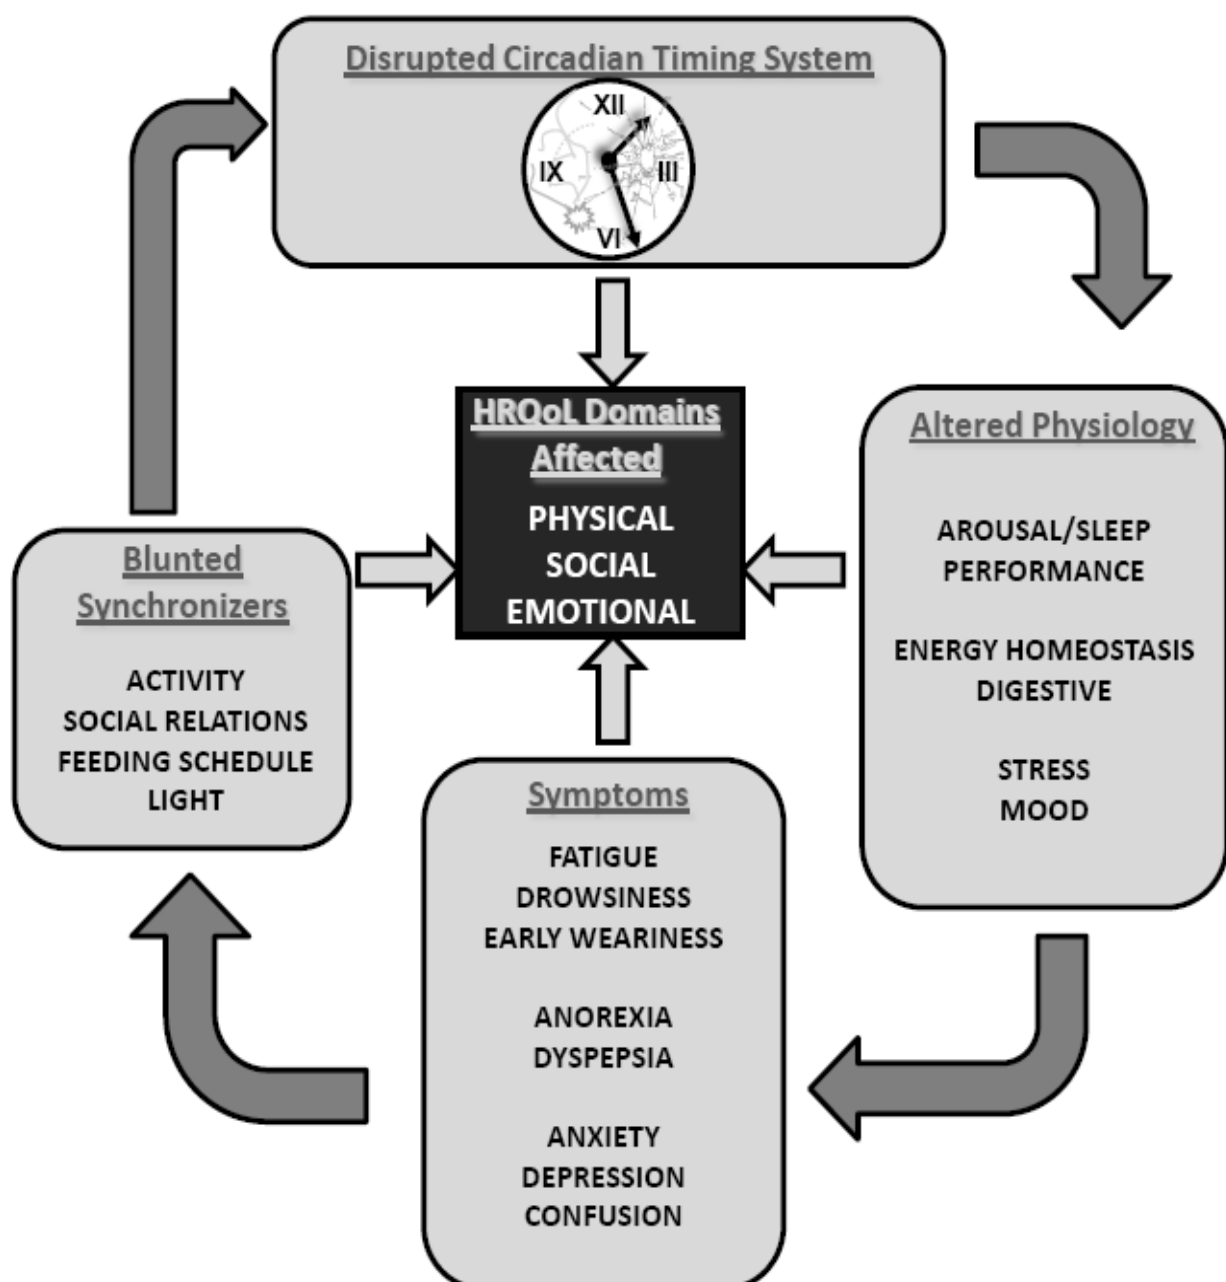 Disrupted Circadian Timing System
XII
IX
III
VI
HRQoL Domains
Affected
PHYSICAL
SOCIAL
EMOTIONAL
Altered Physiology
AROUSAL/SLEEP
PERFORMANCE
ENERGY HOMEOSTASIS
DIGESTIVE
STRESS
MOOD
Blunted
Synchronizers
ACTIVITY
SOCIAL RELATIONS
FEEDING SCHEDULE
LIGHT
Symptoms
FATIGUE
DROWSINESS
EARLY WEARINESS
ANOREXIA
DYSPEPSIA
ANXIETY
DEPRESSION
CONFUSION